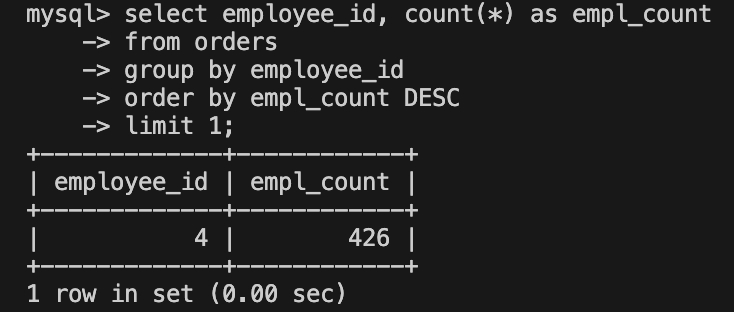 mysql> select employee_id, count(*) as empl_count
    -> from orders
    -> group by employee_id
    -> order by empl_count DESC
    -> limit 1;
+-------------+------------+
| employee_id | empl_count |
+-------------+------------+
|           4 |        426 |
+-------------+------------+
1 row in set (0.00 sec)